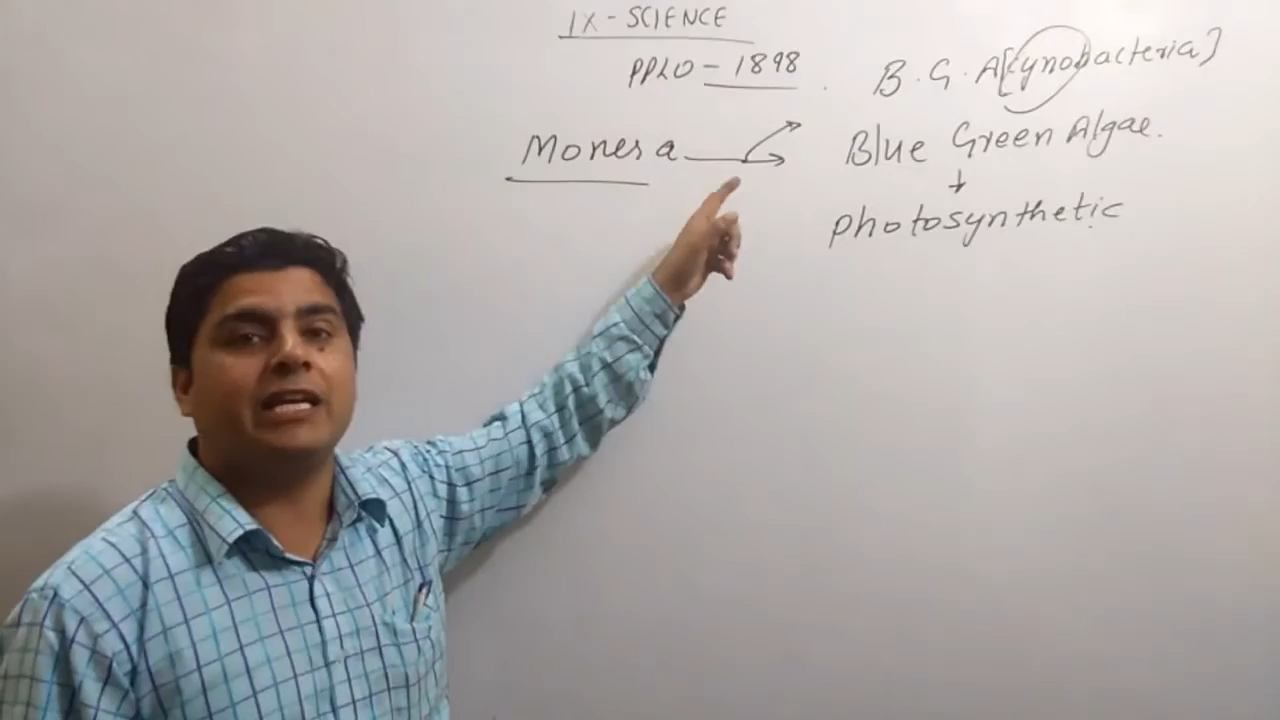 IX - SCIENCE
PPLO - 1898
B. G. A [cynobacteria]
Monera
Blue Green Algae.
photosynthetic